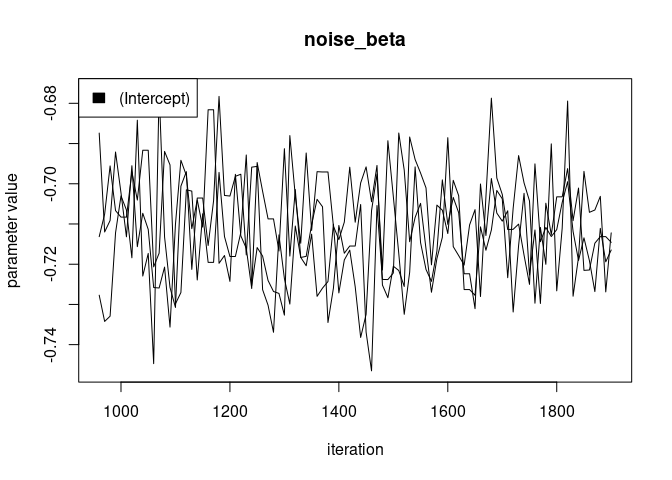 noise_beta
(Intercept)
parameter value
-0.68
-0.70
-0.72
-0.74
1000 1200 1400 1600 1800
iteration